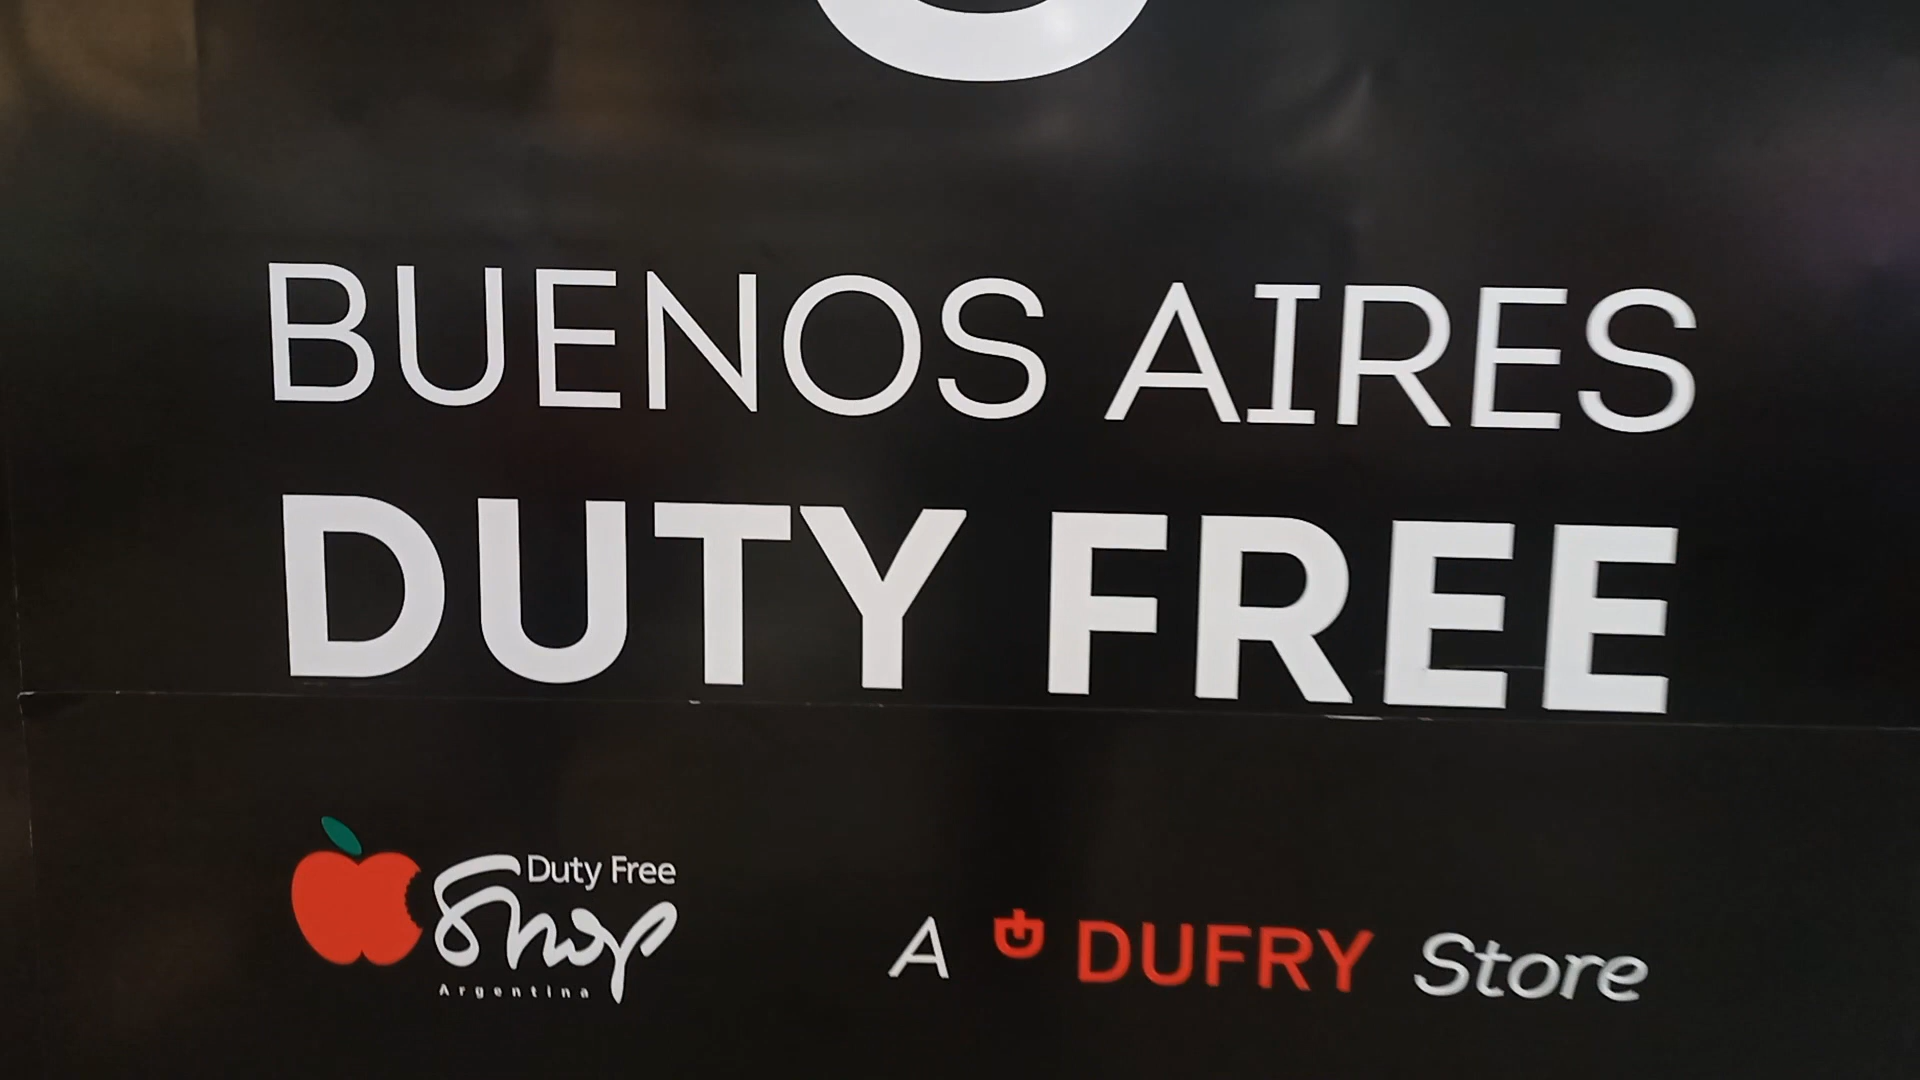 BUENOS AIRES
DUTY FREE
Duty Free
Shop
Argentina
A DUFRY Store